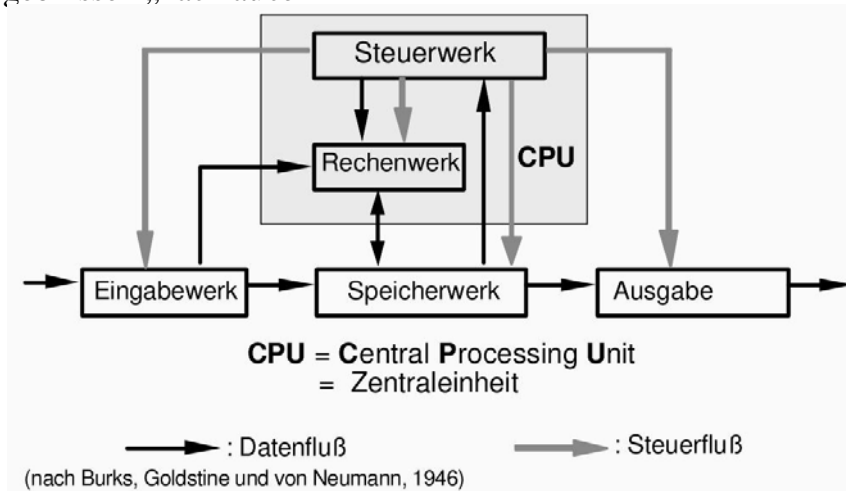 Steuerwerk
Rechenwerk
CPU
Eingabewerk
Speicherwerk
Ausgabe
CPU = Central Processing Unit
= Zentraleinheit
: Datenfluß
: Steuerfluß
(nach Burks, Goldstine und von Neumann, 1946)